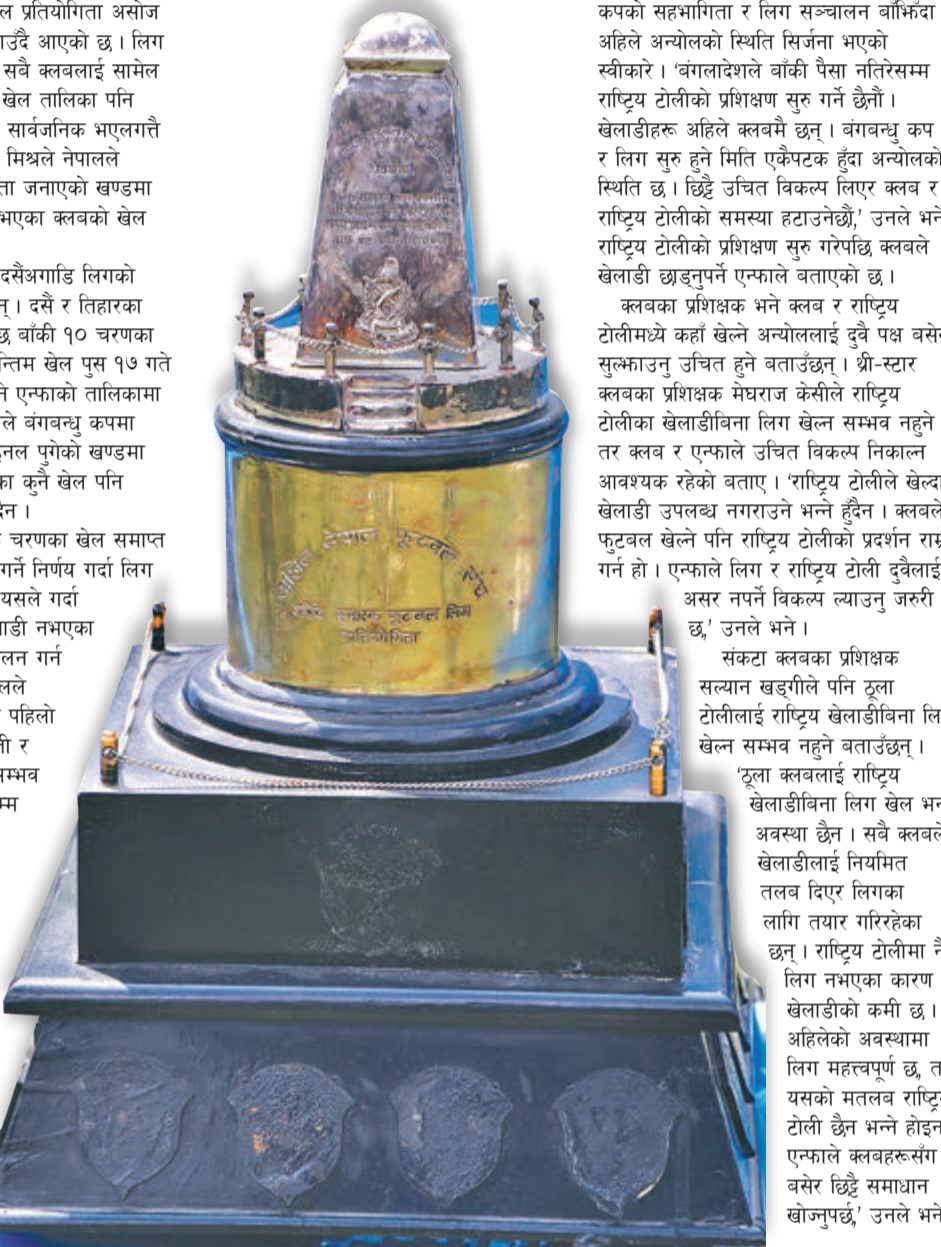 ल प्रतियोगिता असोज
उँदै आएको छ । लिग
सबै क्लबलाई सामेल
खेल तालिका पनि
सार्वजनिक भएलगत्तै
मिश्रले नेपालले
ता जनाएको खण्डमा
भएका क्लबको खेल
दसैंअगाडि लिगको
न् । दसैं र तिहारका
छ बाँकी १० चरणका
न्तिम खेल पुस १७ गते
ने एन्फाको तालिकामा
ले बंगबन्धु कपमा
इनल पुगेको खण्डमा
का कुनै खेल पनि
दैन ।
चरणका खेल समाप्त
गर्ने निर्णय गर्दा लिग
यसले गर्दा
गाडी नभएका
लन गर्न
लले
पहिलो
ी र
म्भव
म्म
अखिल नेपाल फूटबल संघ
शहिद स्मारक फूटबल लिग
प्रतियोगिता
कपको सहभागिता र लिग सञ्चालन बाँझिंदा
अहिले अन्योलको स्थिति सिर्जना भएको
स्वीकारे । ‘बंगलादेशले बाँकी पैसा नतिरेसम्म
राष्ट्रिय टोलीको प्रशिक्षण सुरु गर्ने छैनौं ।
खेलाडीहरू अहिले क्लबमै छन् । बंगबन्धु कप
र लिग सुरु हुने मिति एकैपटक हुँदा अन्योलको
स्थिति छ । छिट्टै उचित विकल्प लिएर क्लब र
राष्ट्रिय टोलीको समस्या हटाउनेछौं,’ उनले भने
राष्ट्रिय टोलीको प्रशिक्षण सुरु गरेपछि क्लबले
खेलाडी छाड्नुपर्ने एन्फाले बताएको छ ।
क्लबका प्रशिक्षक भने क्लब र राष्ट्रिय
टोलीमध्ये कहाँ खेल्ने अन्योललाई दुवै पक्ष बसेर
सुल्झाउनु उचित हुने बताउँछन् । थ्री-स्टार
क्लबका प्रशिक्षक मेघराज केसीले राष्ट्रिय
टोलीका खेलाडीबिना लिग खेल्न सम्भव नहुने
तर क्लब र एन्फाले उचित विकल्प निकाल्न
आवश्यक रहेको बताए । ‘राष्ट्रिय टोलीले खेल्दा
खेलाडी उपलब्ध नगराउने भन्ने हुँदैन । क्लबले
फुटबल खेल्ने पनि राष्ट्रिय टोलीको प्रदर्शन राम्र
गर्न हो । एन्फाले लिग र राष्ट्रिय टोली दुवैलाई
असर नपर्ने विकल्प ल्याउनु जरुरी
छ,’ उनले भने ।
संकटा क्लबका प्रशिक्षक
सल्यान खड्गीले पनि ठूला
टोलीलाई राष्ट्रिय खेलाडीबिना लि
खेल्न सम्भव नहुने बताउँछन् ।
‘ठूला क्लबलाई राष्ट्रिय
खेलाडीबिना लिग खेल भन
अवस्था छैन । सबै क्लबले
खेलाडीलाई नियमित
तलब दिएर लिगका
लागि तयार गरिरहेका
छन् । राष्ट्रिय टोलीमा नै
लिग नभएका कारण
खेलाडीको कमी छ ।
अहिलेको अवस्थामा
लिग महत्त्वपूर्ण छ, त
यसको मतलब राष्ट्रिय
टोली छैन भन्ने होइन
एन्फाले क्लबहरूसँग
बसेर छिट्टै समाधान
खोज्नुपर्छ,’ उनले भने